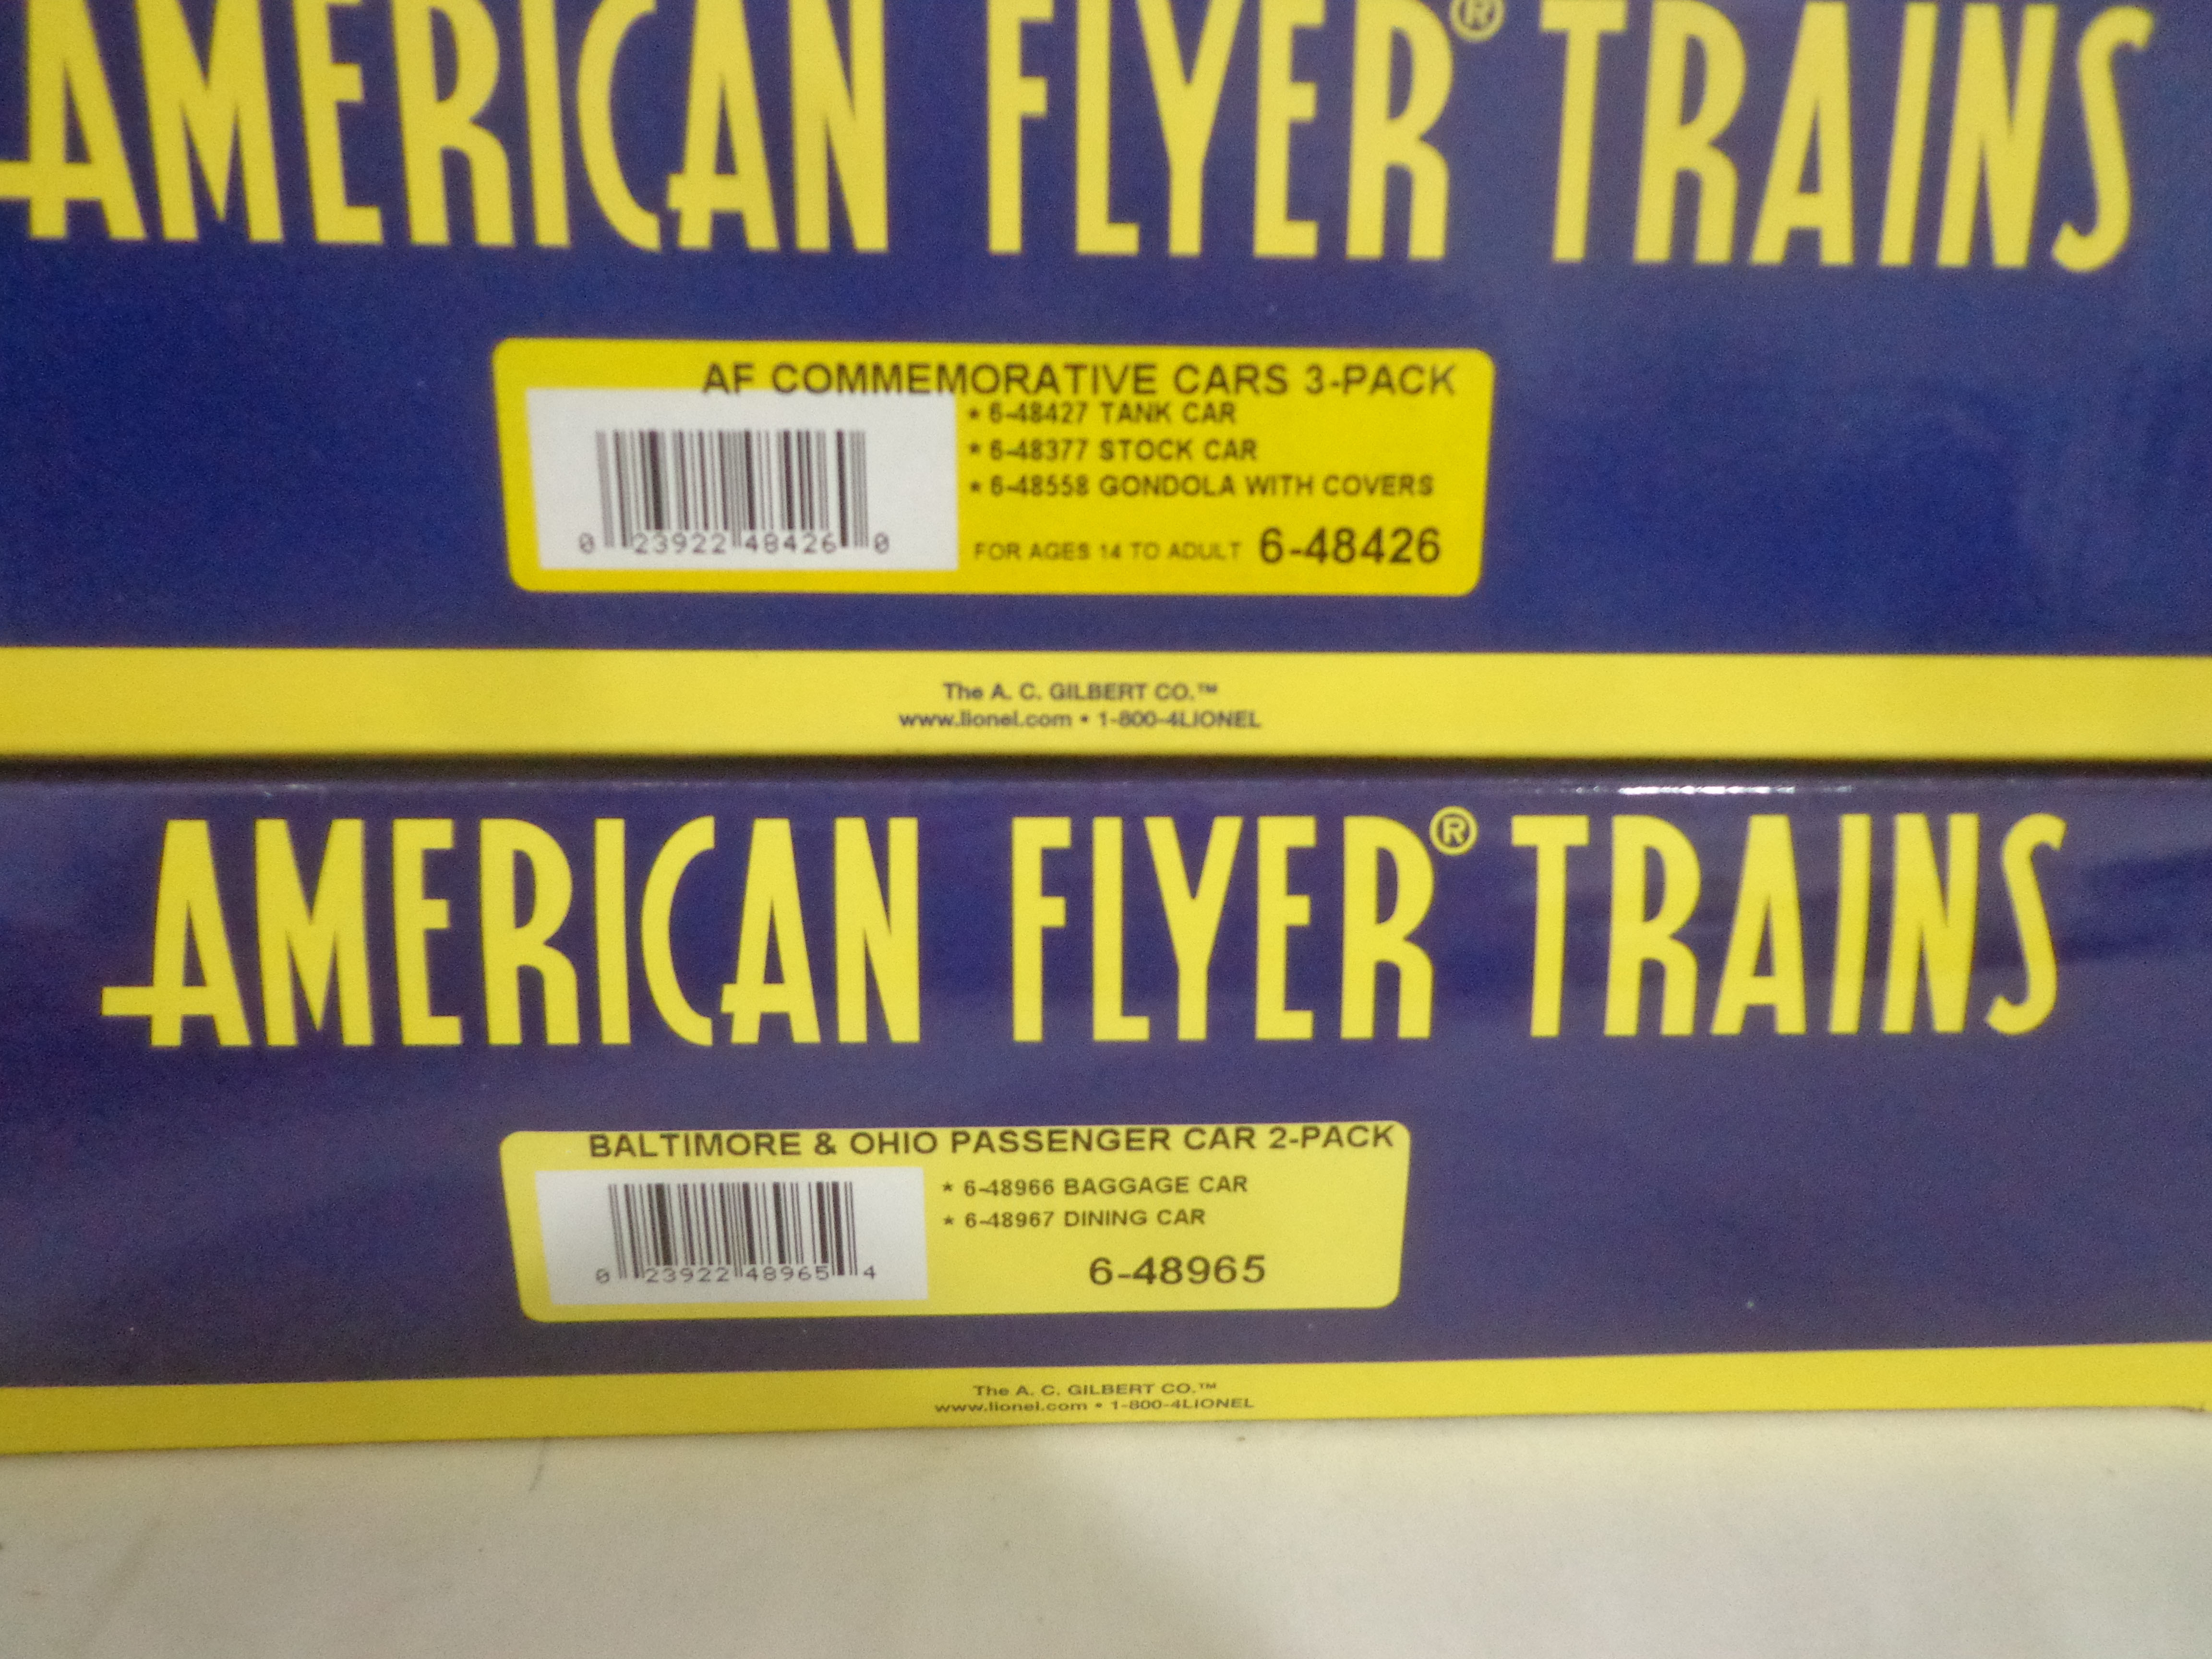 AMERICAN FLYER® TRAINS
AF COMMEMORATIVE CARS 3-PACK
* 6-48427 TANK CAR
* 6-48377 STOCK CAR
* 6-48558 GONDOLA WITH COVERS
0 23922 48426 0
FOR AGES 14 TO ADULT 6-48426
The A. C. GILBERT CO.™
www.lionel.com • 1-800-4LIONEL
AMERICAN FLYER® TRAINS
BALTIMORE & OHIO PASSENGER CAR 2-PACK
* 6-48966 BAGGAGE CAR
* 6-48967 DINING CAR
0 23922 48965 4
6-48965
The A. C. GILBERT CO.™
www.lionel.com • 1-800-4LIONEL